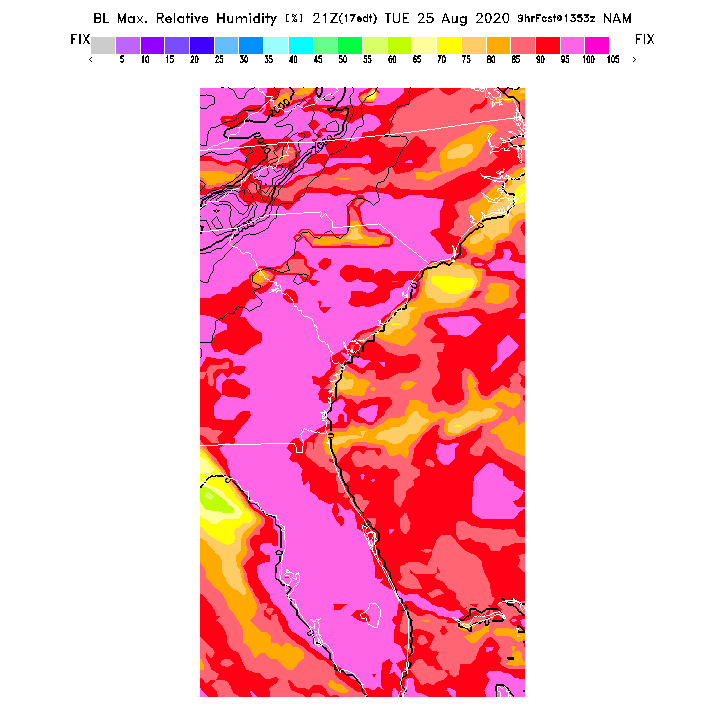 BL Max. Relative Humidity [%] 21Z(17edt) TUE 25 Aug 2020 9hrFcst@1353z NAM
FIX FIX
< 5 10 15 20 25 30 35 40 45 50 55 60 65 70 75 80 85 90 95 100 105 >
2000